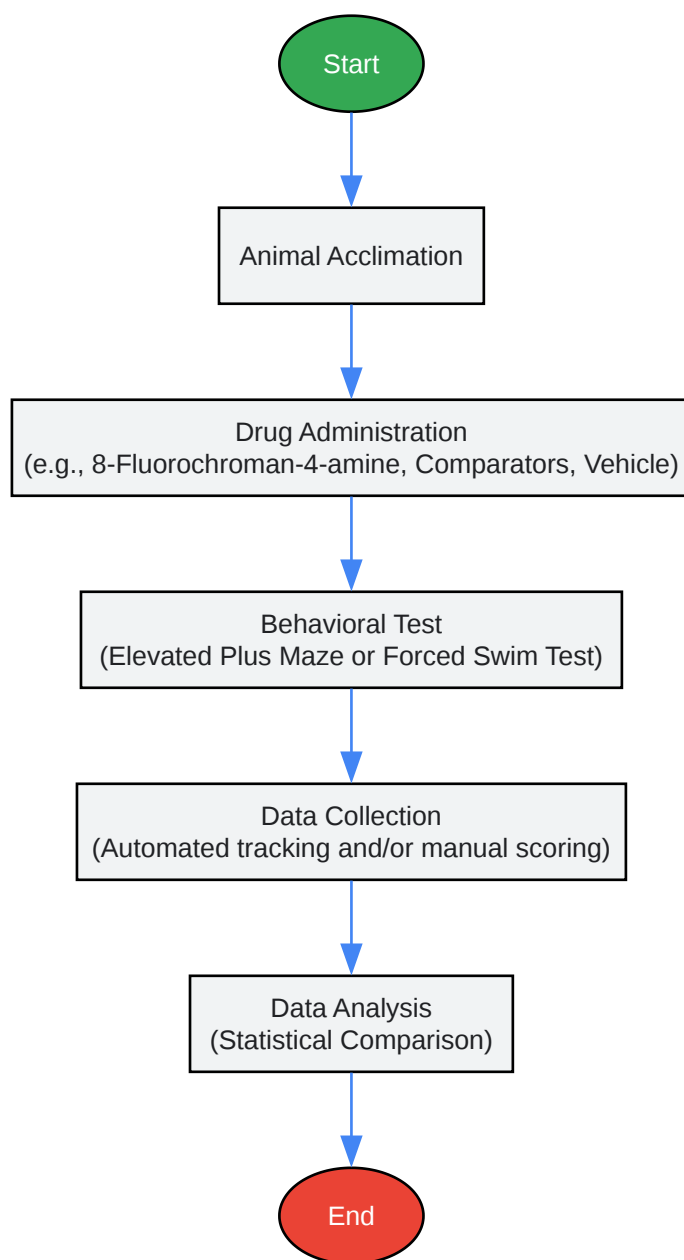 Start
Animal Acclimation
Drug Administration
(e.g., 8-Fluorochroman-4-amine, Comparators, Vehicle)
Behavioral Test
(Elevated Plus Maze or Forced Swim Test)
Data Collection
(Automated tracking and/or manual scoring)
Data Analysis
(Statistical Comparison)
End